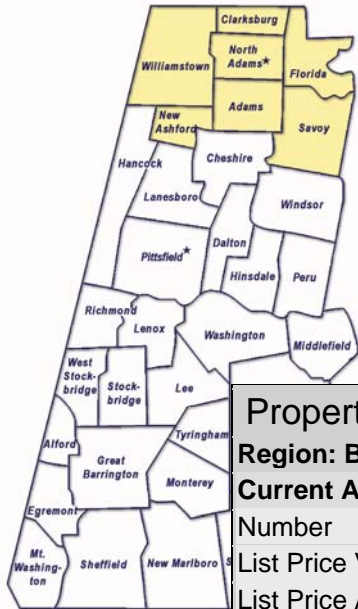 Clarksburg
North
Adams
Williamstown
Florida
Adams
New
Ashford
Savoy
Hancock
Cheshire
Lanesboro
Windsor
Pittsfield
Dalton
Hinsdale
Peru
Richmond
Lenox
Washington
Middlefield
West
Stock-
bridge
Stock-
bridge
Lee
Tyringham
Alford
Great
Barrington
Monterey
Egremont
Mt.
Washing-
ton
Sheffield
New Marlboro
S
Propert
Region: B
Current A
Number
List Price V
List Price A